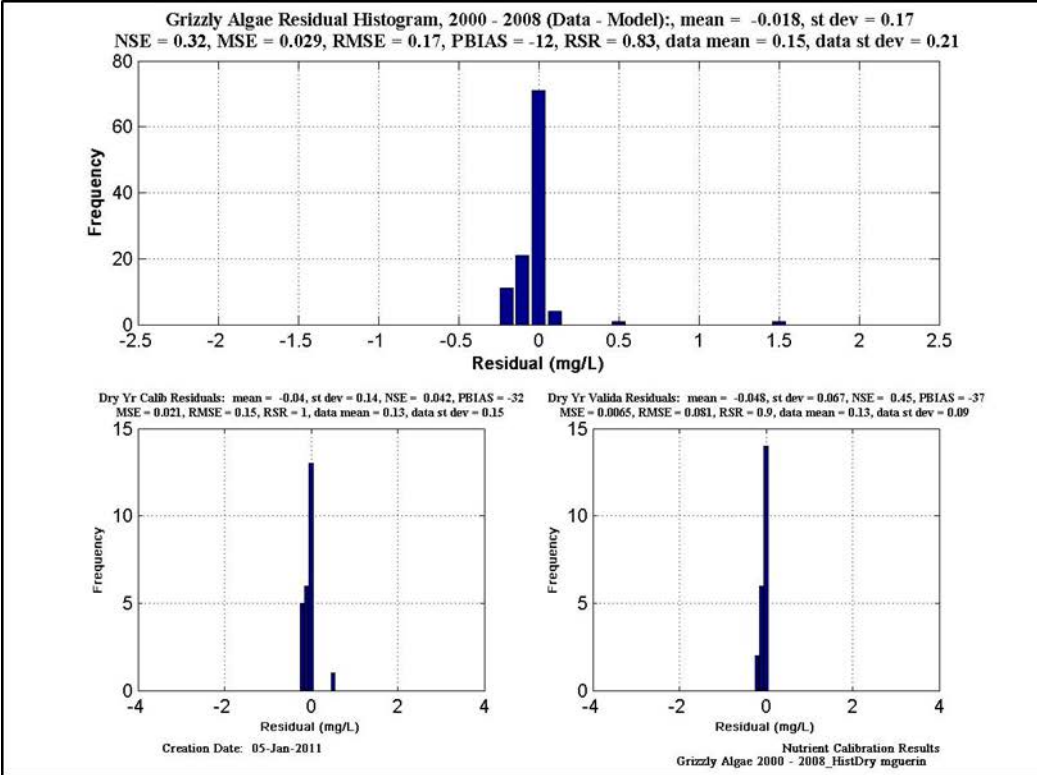 Grizzly Algae Residual Histogram, 2000 - 2008 (Data - Model):, mean = -0.018, st dev = 0.17
NSE = 0.32, MSE = 0.029, RMSE = 0.17, PBIAS = -12, RSR = 0.83, data mean = 0.15, data st dev = 0.21
80
60
40
20
0
Frequency
-2.5 -2 -1.5 -1 -0.5 0 0.5 1 1.5 2 2.5
Residual (mg/L)
Dry Yr Calib Residuals: mean = -0.04, st dev = 0.14, NSE = 0.042, PBIAS = -32
MSE = 0.021, RMSE = 0.15, RSR = 1, data mean = 0.13, data st dev = 0.15
15
10
5
0
Frequency
-4 -2 0 2 4
Residual (mg/L)
Dry Yr Valida Residuals: mean = -0.048, st dev = 0.067, NSE = 0.45, PBIAS = -37
MSE = 0.0065, RMSE = 0.081, RSR = 0.9, data mean = 0.13, data st dev = 0.09
15
10
5
0
Frequency
-4 -2 0 2 4
Residual (mg/L)
Creation Date: 05-Jan-2011
Nutrient Calibration Results
Grizzly Algae 2000 - 2008_HistDry mguerin